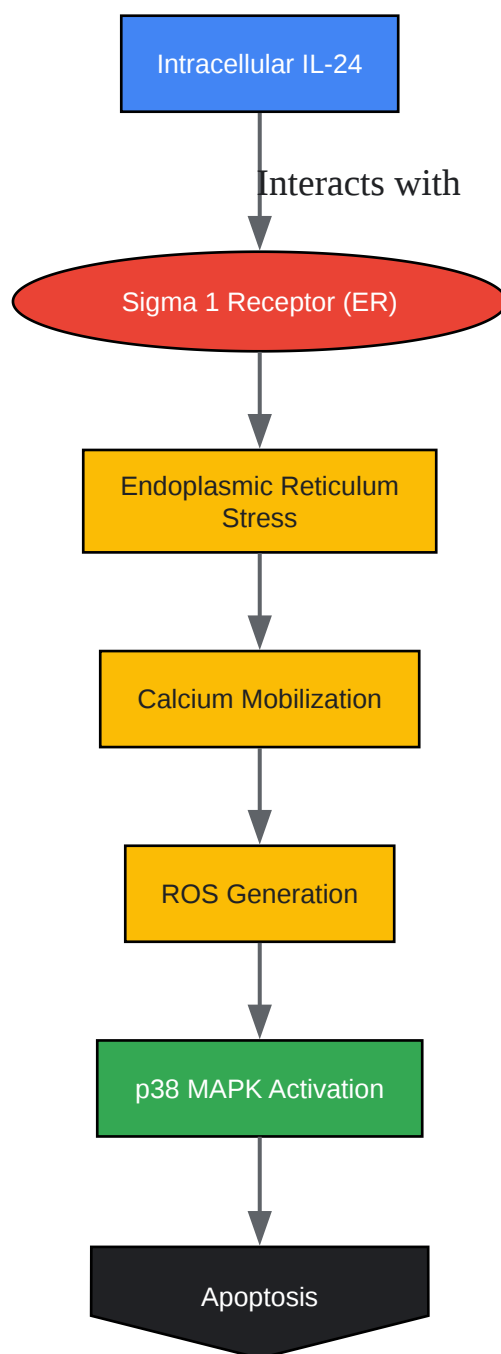 Intracellular IL-24
Interacts with
Sigma 1 Receptor (ER)
Endoplasmic Reticulum
Stress
Calcium Mobilization
ROS Generation
p38 MAPK Activation
Apoptosis